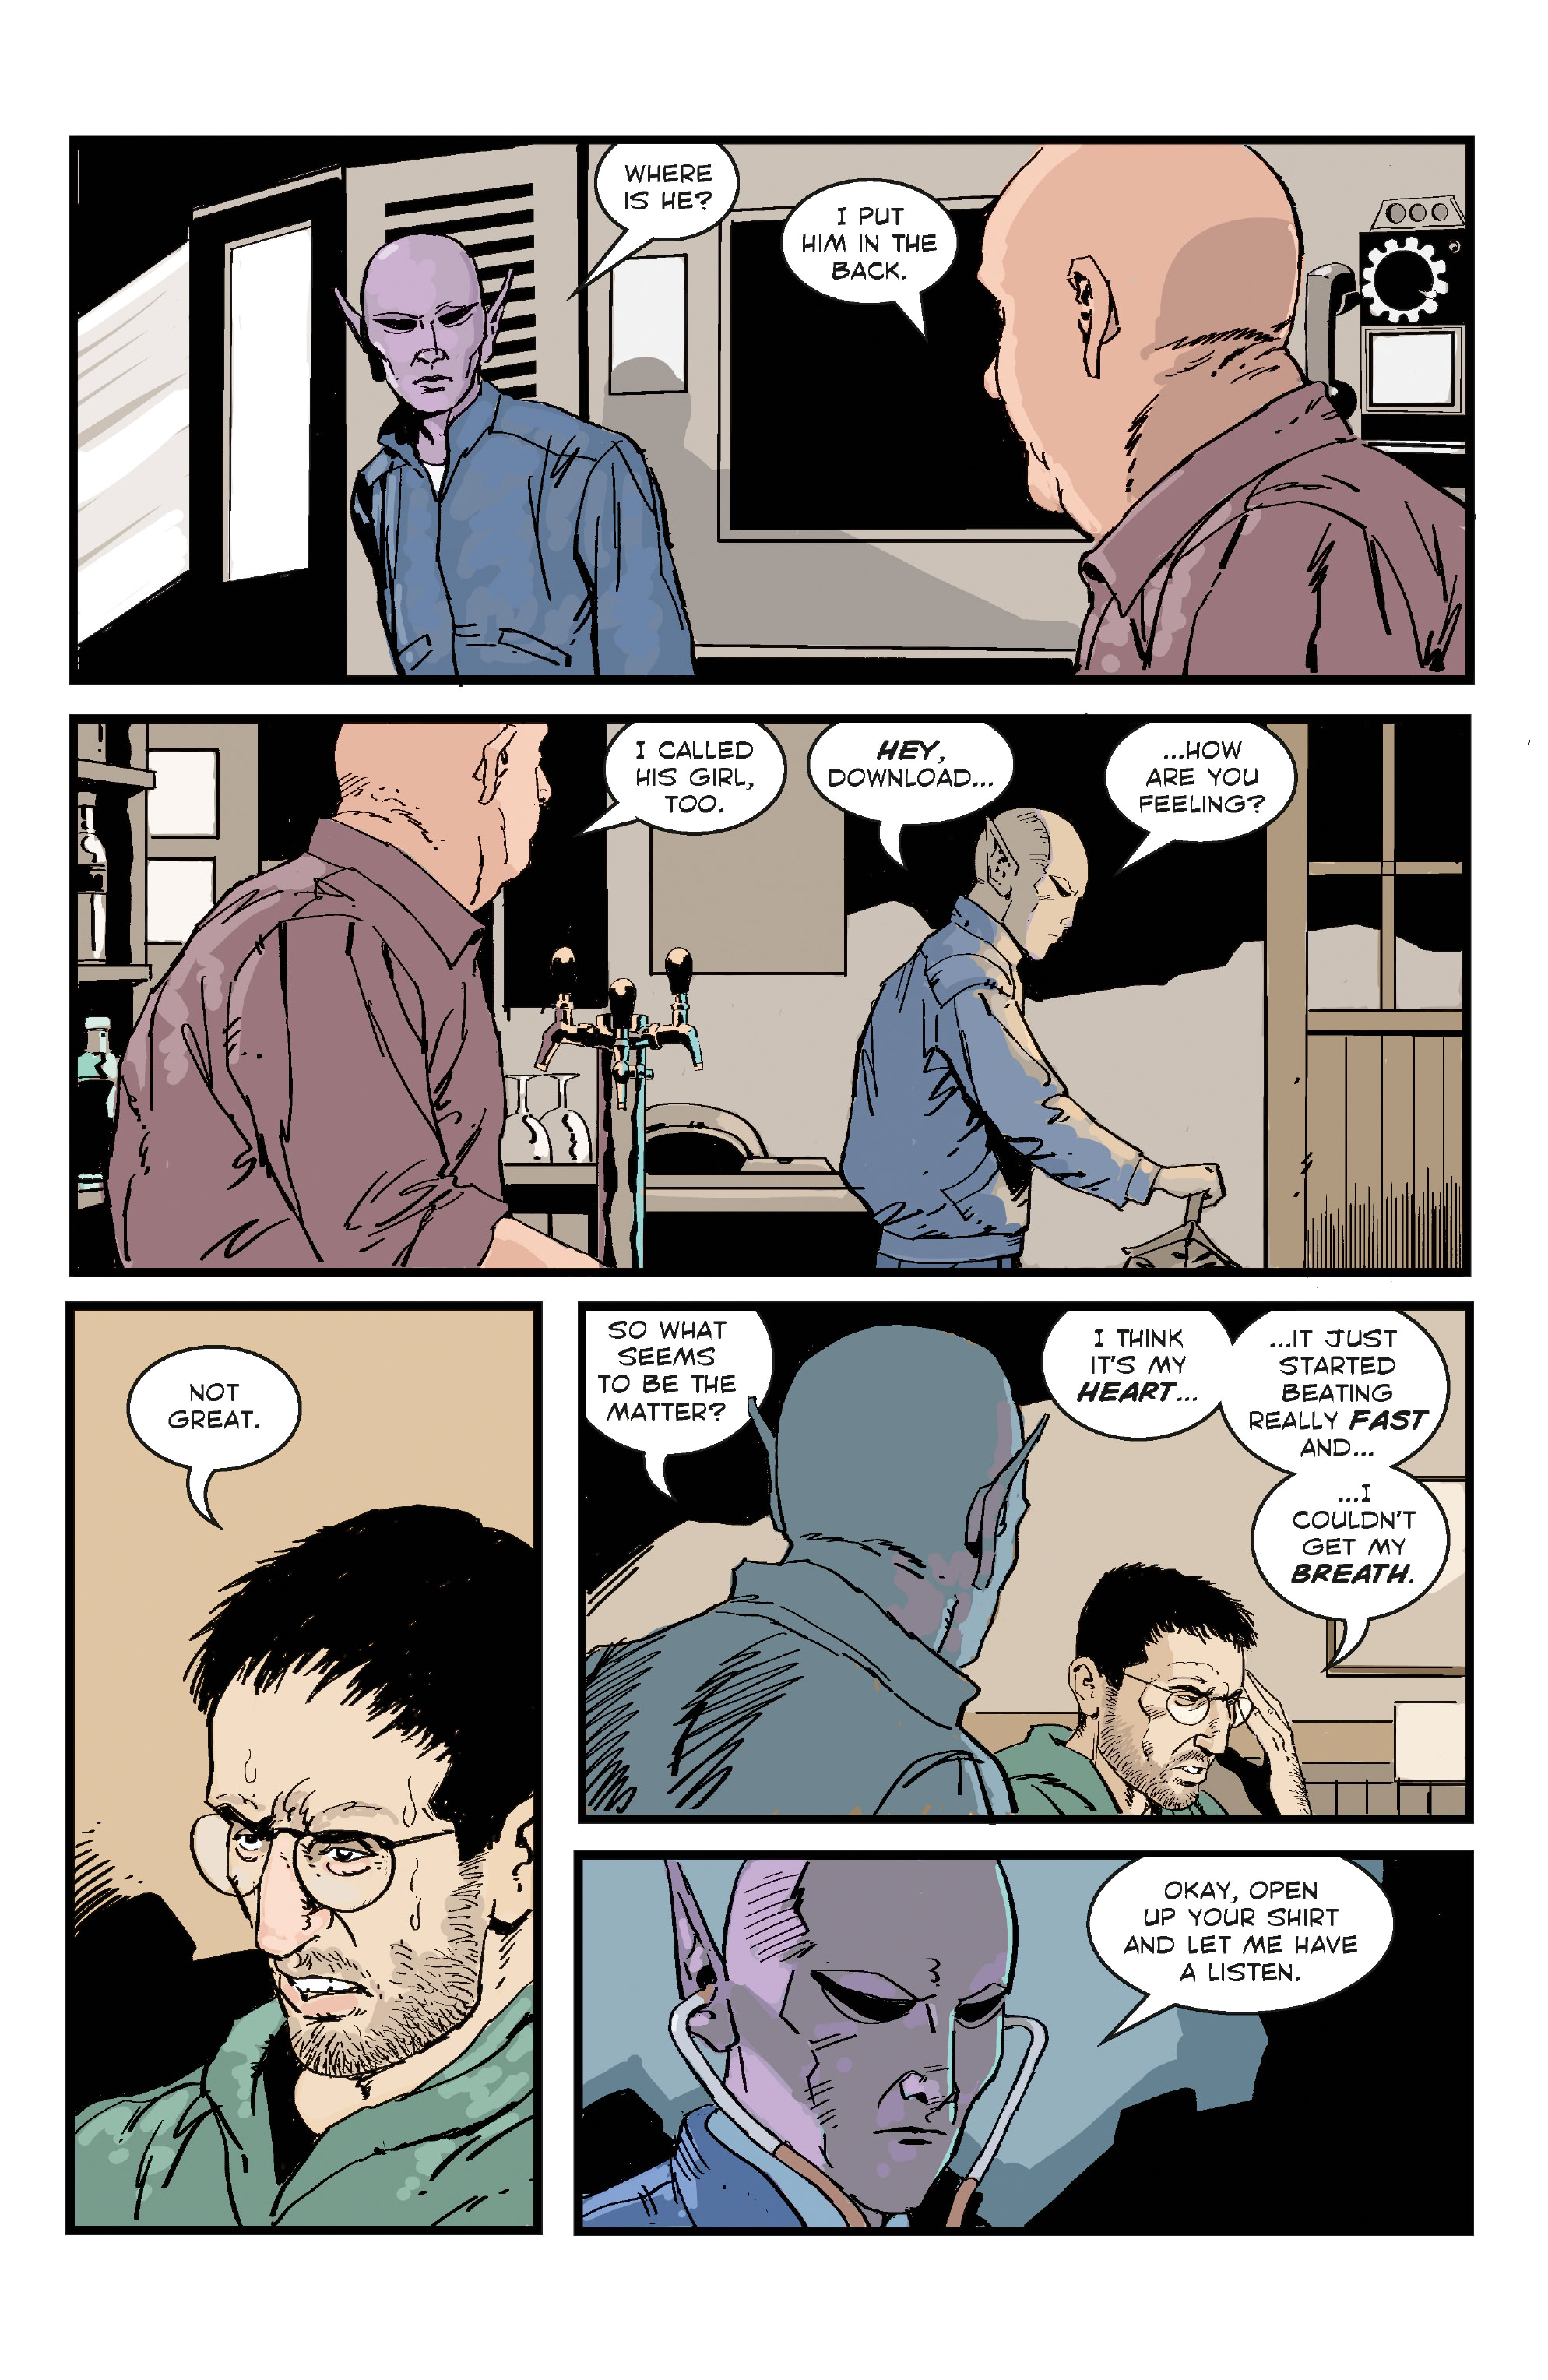 WHERE
IS HE?
I PUT
HIM IN THE
BACK.
I CALLED
HIS GIRL,
TOO.
HEY,
DOWNLOAD...
...HOW
ARE YOU
FEELING?
NOT
GREAT.
SO WHAT
SEEMS
TO BE THE
MATTER?
I THINK
IT'S MY
HEART...
...IT JUST
STARTED
BEATING
REALLY FAST
AND...
...I
COULDN'T
GET MY
BREATH.
OKAY, OPEN
UP YOUR SHIRT
AND LET ME HAVE
A LISTEN.